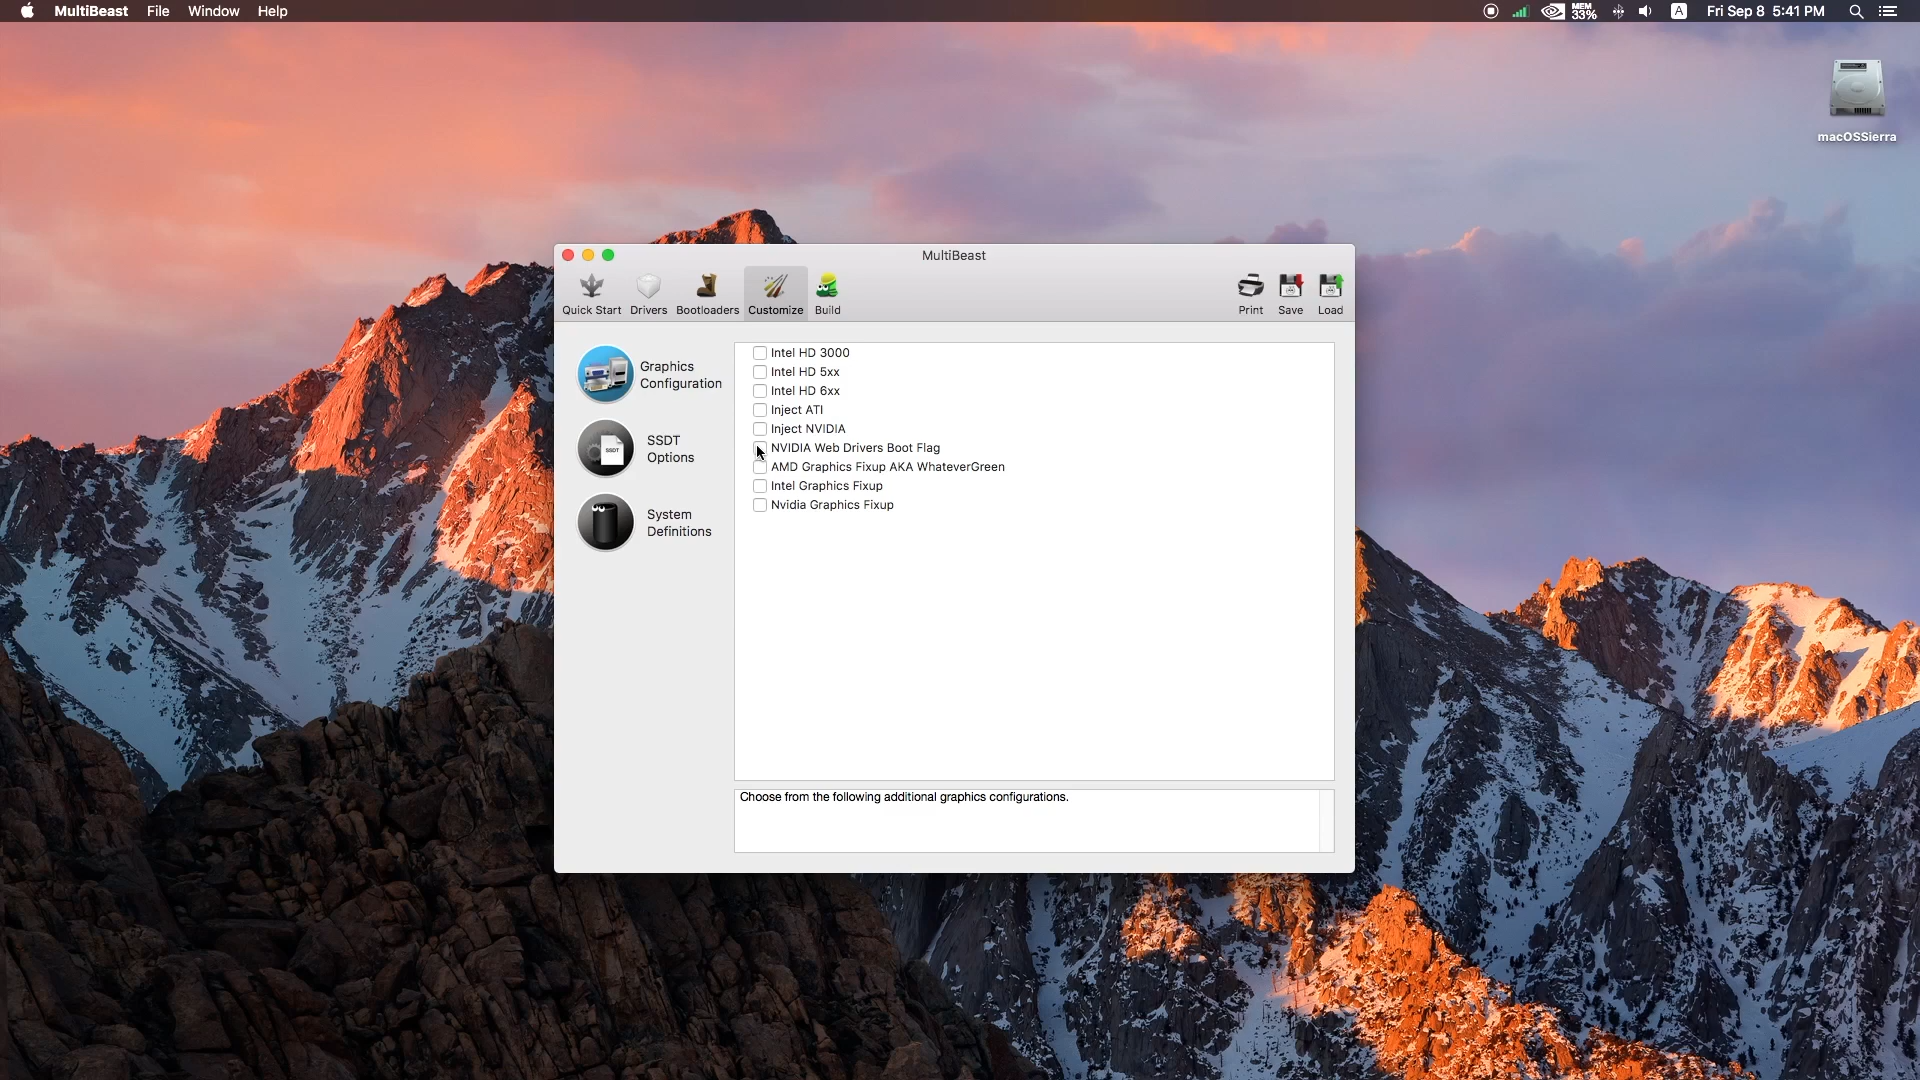 MultiBeast File Window Help
MEM
33%
A
Fri Sep 8 5:41 PM
macOSSierra
MultiBeast
Quick Start Drivers Bootloaders Customize Build
Print Save Load
Graphics
Configuration
SSDT
SSDT
Options
System
Definitions
Intel HD 3000
Intel HD 5xx
Intel HD 6xx
Inject ATI
Inject NVIDIA
NVIDIA Web Drivers Boot Flag
AMD Graphics Fixup AKA WhateverGreen
Intel Graphics Fixup
Nvidia Graphics Fixup
Choose from the following additional graphics configurations.